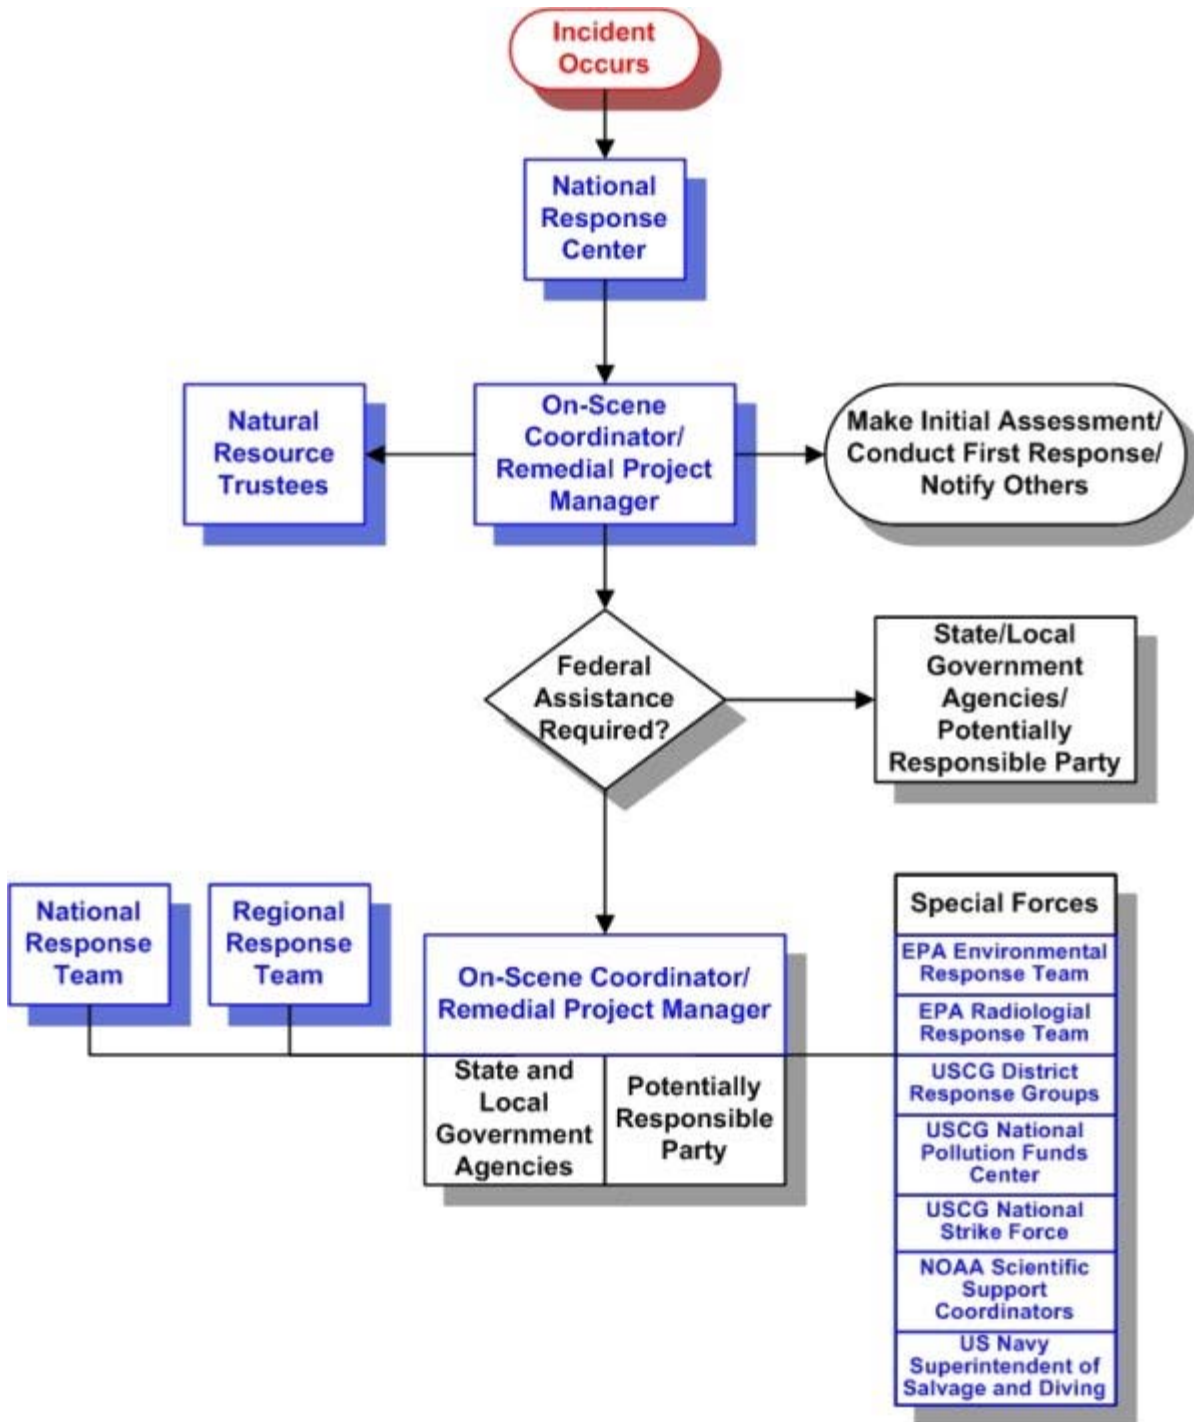 Incident
Occurs
National
Response
Center
Natural
Resource
Trustees
On-Scene
Coordinator/
Remedial Project
Manager
Make Initial Assessment/
Conduct First Response/
Notify Others
Federal
Assistance
Required?
State/Local
Government
Agencies/
Potentially
Responsible Party
National
Response
Team
Regional
Response
Team
On-Scene Coordinator/
Remedial Project Manager
State and
Local
Government
Agencies
Potentially
Responsible
Party
Special Forces
EPA Environmental
Response Team
EPA Radiologial
Response Team
USCG District
Response Groups
USCG National
Pollution Funds
Center
USCG National
Strike Force
NOAA Scientific
Support
Coordinators
US Navy
Superintendent of
Salvage and Diving